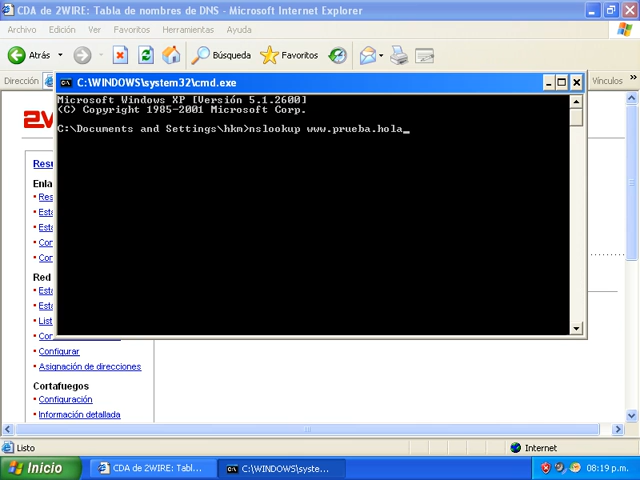 CDA de 2WIRE: Tabla de nombres de DNS - Microsoft Internet Explorer
Archivo Edición Ver Favoritos Herramientas Ayuda
Atrás Búsqueda Favoritos
Dirección Vínculos »
C:\WINDOWS\system32\cmd.exe
Microsoft Windows XP [Versión 5.1.2600]
(C) Copyright 1985-2001 Microsoft Corp.
C:\Documents and Settings\hkm>nslookup www.prueba.hola_
Red
Configurar
Asignación de direcciones
Cortafuegos
Configuración
Información detallada
Listo Internet
Inicio CDA de 2WIRE: Tabl... C:\WINDOWS\syste... 08:19 p.m.